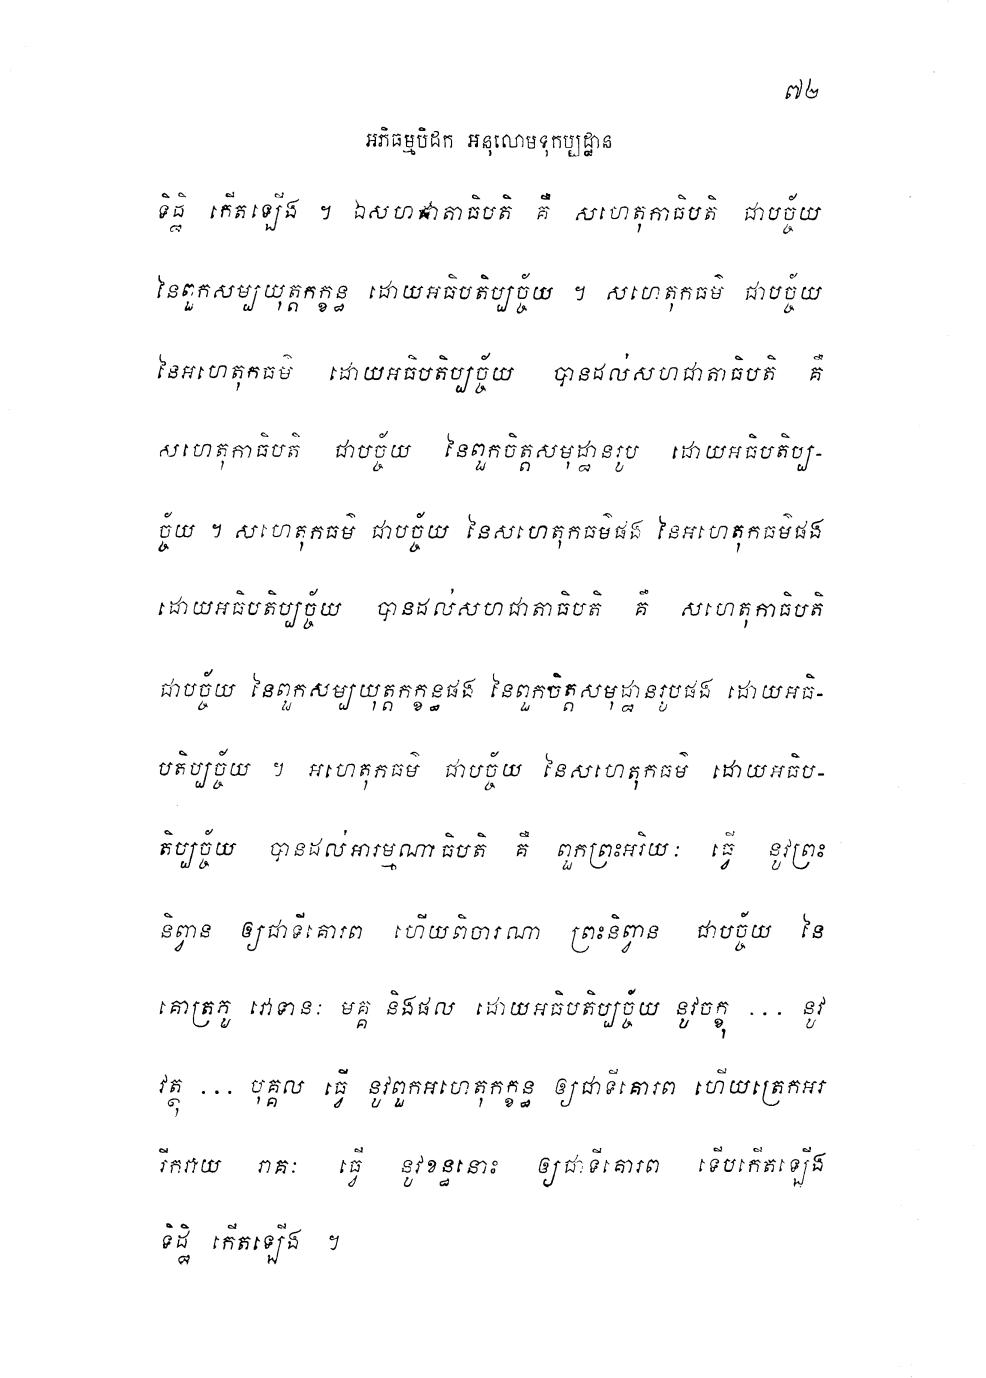 ៧២
អភិធម្មបិដក អនុលោមទុកប្បដ្ឋាន
ទិដ្ឋិ កើតឡើង ។ ឯសហជាតាធិបតិ គឺ សហេតុកាធិបតិ ជាបច្ច័យ
នៃពួកសម្បយុត្តកក្ខន្ធ ដោយអធិបតិប្បច្ច័យ ។ សហេតុកធម៌ ជាបច្ច័យ
នៃអហេតុកធម៌ ដោយអធិបតិប្បច្ច័យ បានដល់សហជាតាធិបតិ គឺ
សហេតុកាធិបតិ ជាបច្ច័យ នៃពួកចិត្តសមុដ្ឋានរូប ដោយអធិបតិប្ប-
ច្ច័យ ។ សហេតុកធម៌ ជាបច្ច័យ នៃសហេតុកធម៌ផង នៃអហេតុកធម៌ផង
ដោយអធិបតិប្បច្ច័យ បានដល់សហជាតាធិបតិ គឺ សហេតុកាធិបតិ
ជាបច្ច័យ នៃពួកសម្បយុត្តកក្ខន្ធផង នៃពួកចិត្តសមុដ្ឋានរូបផង ដោយអធិ-
បតិប្បច្ច័យ ។ អហេតុកធម៌ ជាបច្ច័យ នៃសហេតុកធម៌ ដោយអធិប-
តិប្បច្ច័យ បានដល់អារម្មណាធិបតិ គឺ ពួកព្រះអរិយៈ ធ្វើ នូវព្រះ
និព្វាន ឲ្យជាទីគោរព ហើយពិចារណា ព្រះនិព្វាន ជាបច្ច័យ នៃ
គោត្រភូ វោទានៈ មគ្គ និងផល ដោយអធិបតិប្បច្ច័យ នូវចក្ខុ ... នូវ
វត្ថុ ... បុគ្គល ធ្វើ នូវពួកអហេតុកក្ខន្ធ ឲ្យជាទីគោរព ហើយត្រេកអរ
រីករាយ រាគៈ ធ្វើ នូវខន្ធនោះ ឲ្យជាទីគោរព ទើបកើតឡើង
ទិដ្ឋិ កើតឡើង ។